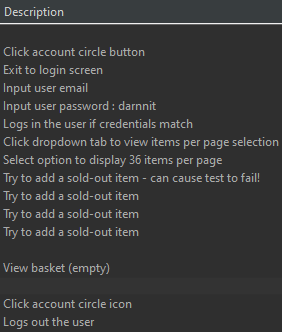 Description
Click account circle button
Exit to login screen
Input user email
Input user password : darnnit
Logs in the user if credentials match
Click dropdown tab to view items per page selection
Select option to display 36 items per page
Try to add a sold-out item - can cause test to fail!
Try to add a sold-out item
Try to add a sold-out item
Try to add a sold-out item
View basket (empty)
Click account circle icon
Logs out the user